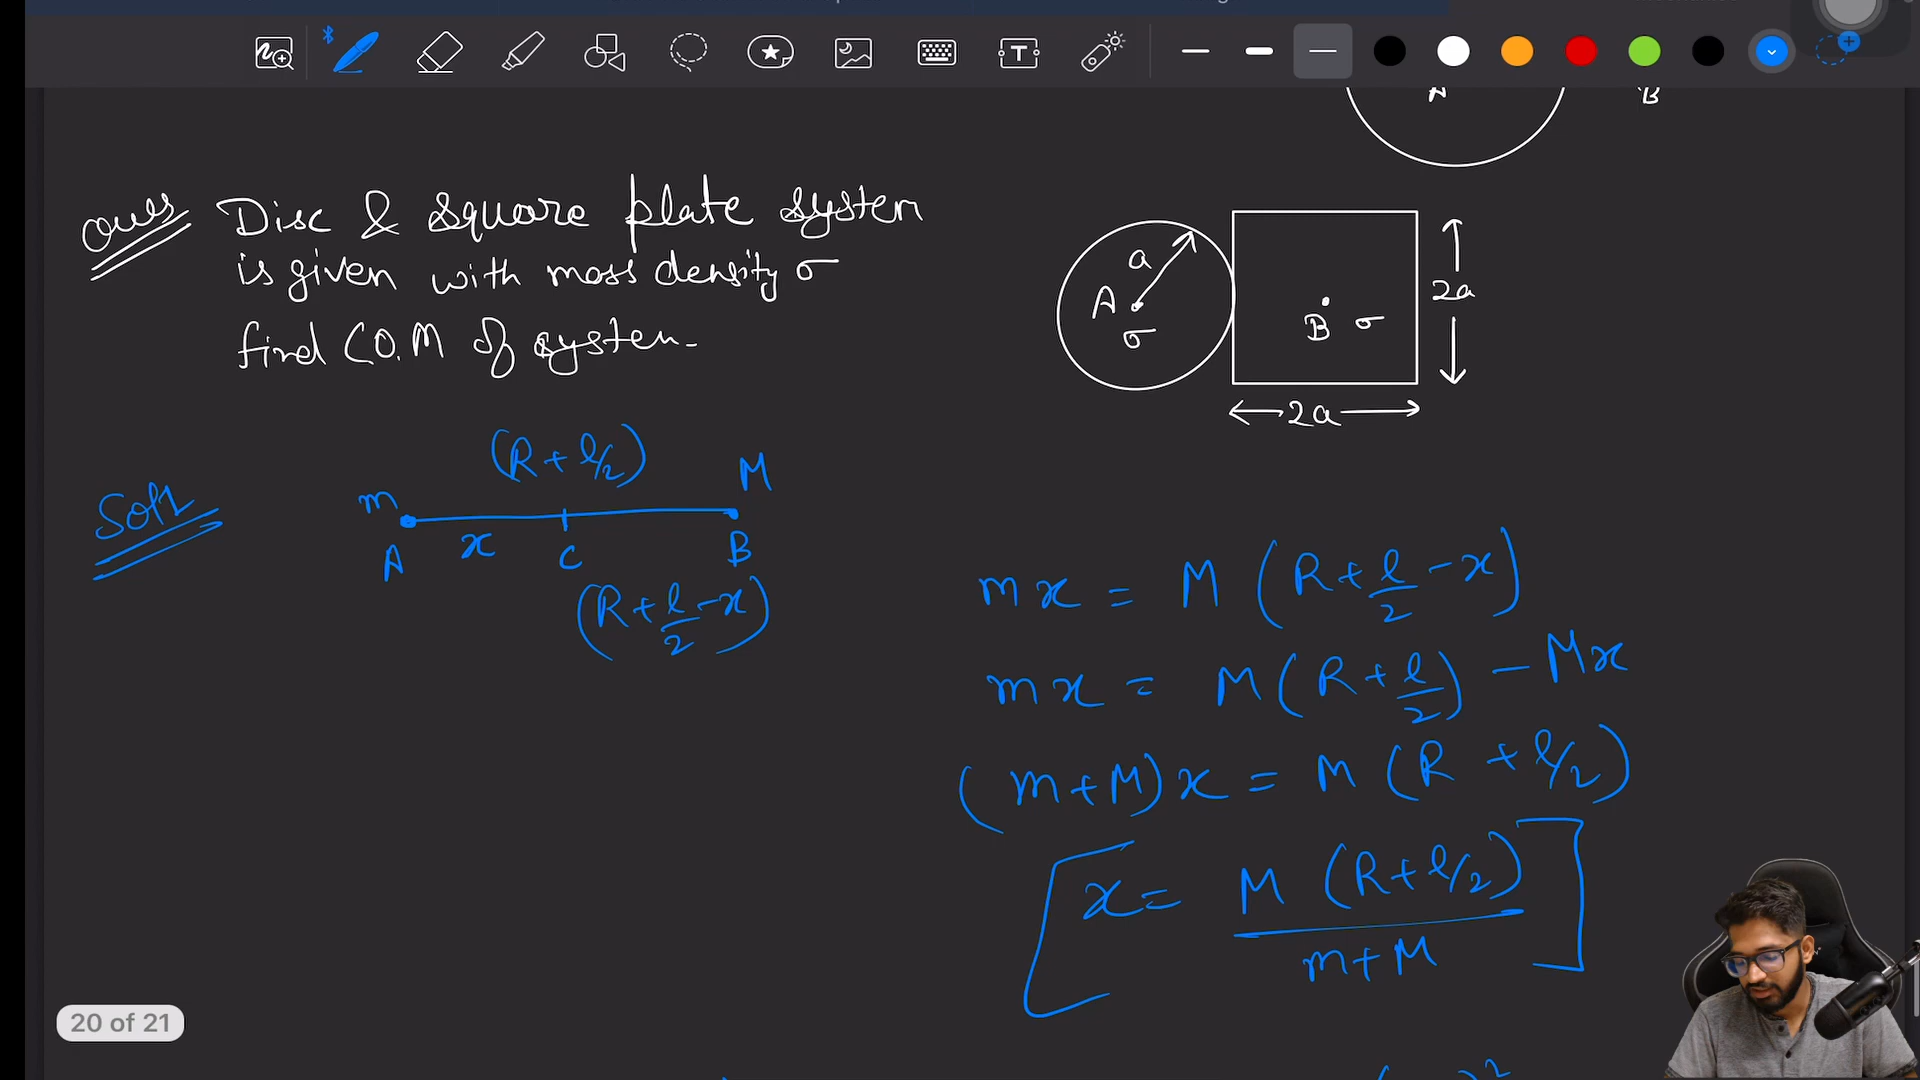 A B
Ques Disc & square plate system
is given with mass density σ
find C.O.M of system.
a
A
σ
B σ
2a
2a
Soln
(R + l/2)
m M
x
A C B
(R + l/2 - x)
mx = M (R + l/2 - x)
mx = M (R + l/2) - Mx
(m+M)x = M (R + l/2)
x = M (R + l/2) / m+M
20 of 21